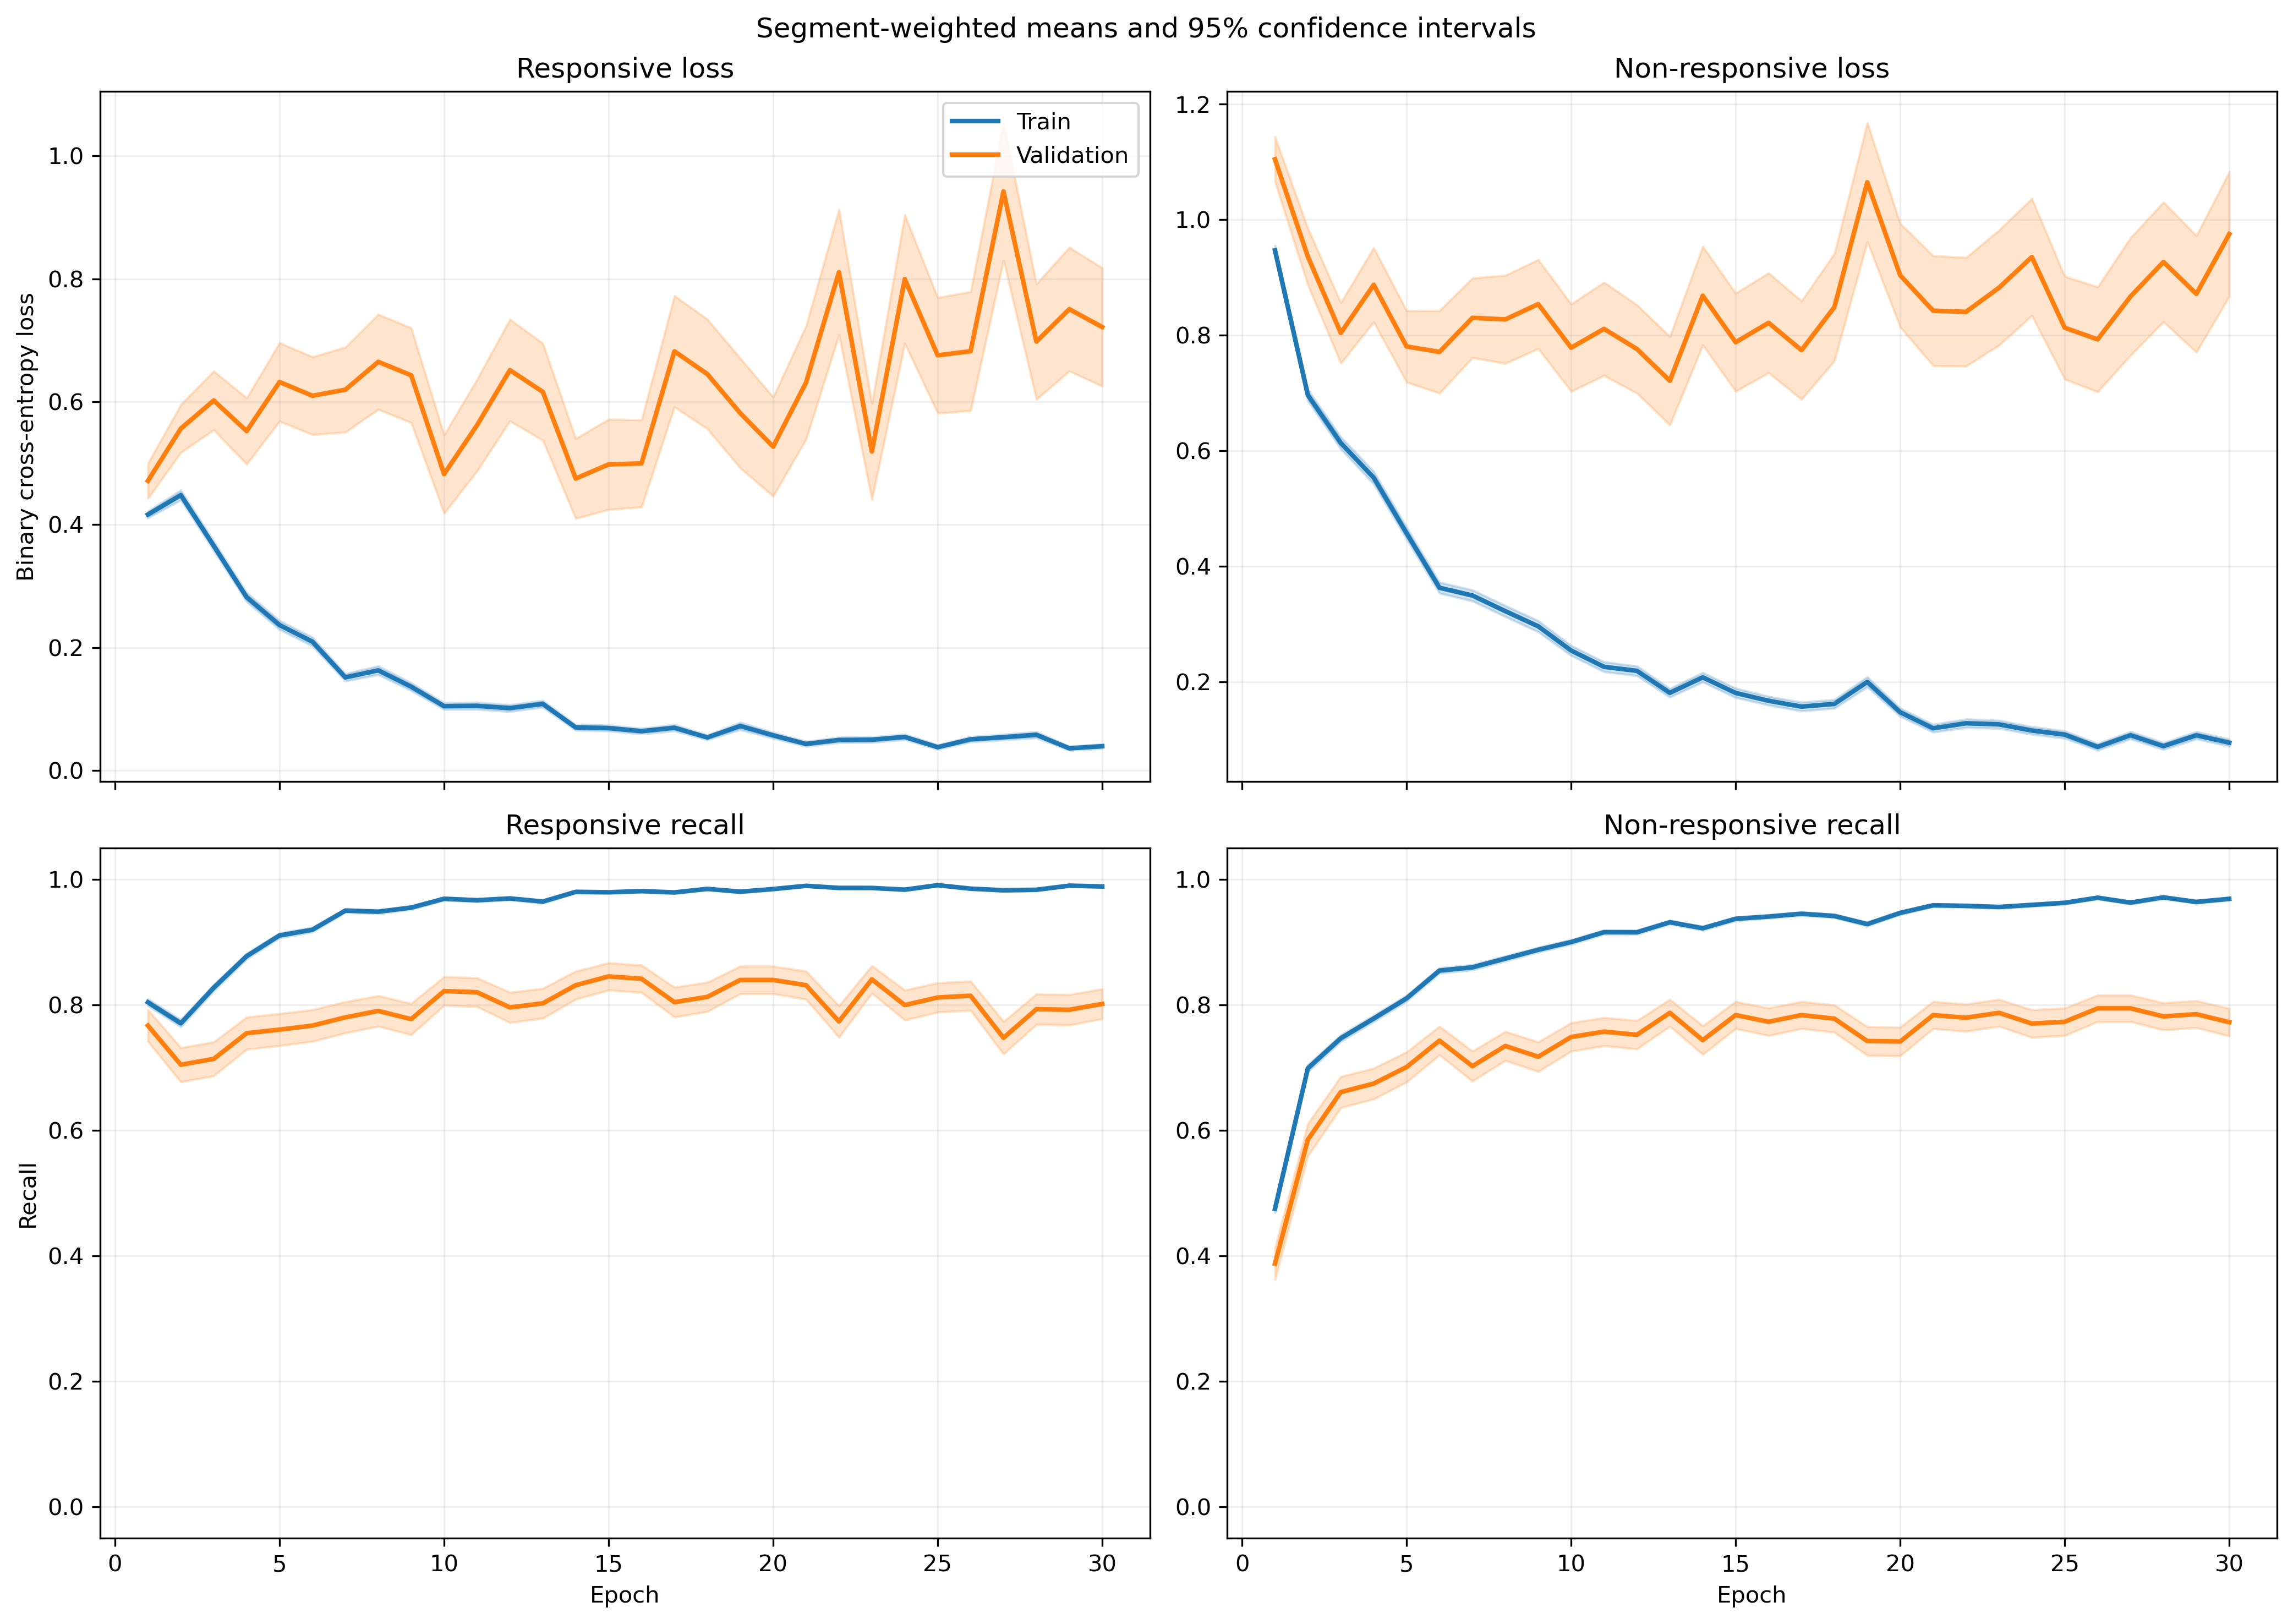 Segment-weighted means and 95% confidence intervals
Responsive loss
Non-responsive loss
Train
Validation
Binary cross-entropy loss
1.0
0.8
0.6
0.4
0.2
0.0
1.2
1.0
0.8
0.6
0.4
0.2
Responsive recall
Non-responsive recall
Recall
1.0
0.8
0.6
0.4
0.2
0.0
1.0
0.8
0.6
0.4
0.2
0.0
0 5 10 15 20 25 30
0 5 10 15 20 25 30
Epoch
Epoch